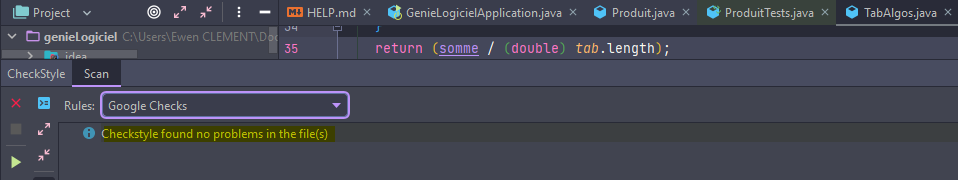 Project
HELP.md
GenieLogicielApplication.java
Produit.java
ProduitTests.java
TabAlgos.java
genieLogiciel C:\Users\Ewen CLEMENT\Doc
.idea
34 }
35 return (somme / (double) tab.length);
CheckStyle Scan
Rules: Google Checks
Checkstyle found no problems in the file(s)